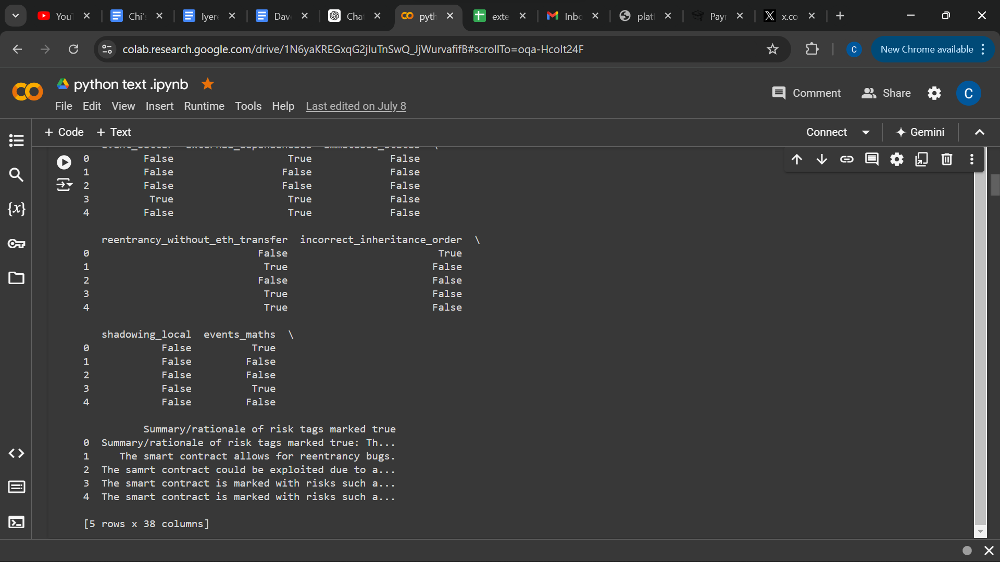 YouT
Chi's
Iyere
Dave
Cha
pyth
exte
Inbo
plat
Payr
x.co
colab.research.google.com/drive/1N6yaKREGxqG2jluTnSwQ_JjWurvafifB#scrollTo=oqa-Hcolt24F
C
New Chrome available
python text .ipynb
Comment
Share
C
File Edit View Insert Runtime Tools Help Last edited on July 8
+ Code + Text
Connect
Gemini
event_setter external_dependencies immutable_states \
0 False True False
1 False False False
2 False False False
3 True True False
4 False True False
reentrancy_without_eth_transfer incorrect_inheritance_order \
0 False True
1 True False
2 False False
3 True False
4 True False
shadowing_local events_maths \
0 False True
1 False False
2 False False
3 False True
4 False False
Summary/rationale of risk tags marked true
0 Summary/rationale of risk tags marked true: Th...
1 The smart contract allows for reentrancy bugs.
2 The samrt contract could be exploited due to a...
3 The smart contract is marked with risks such a...
4 The smart contract is marked with risks such a...
[5 rows x 38 columns]